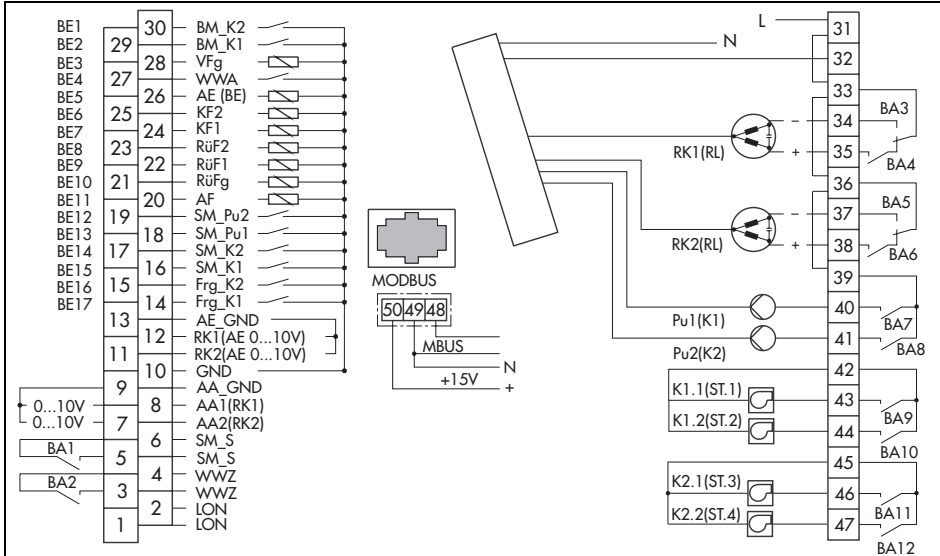 BE1 30 BM_K2
BE2 29 BM_K1
BE3 28 VFg
BE4 27 WWA
BE5 26 AE (BE)
BE6 25 KF2
BE7 24 KF1
BE8 23 RüF2
BE9 22 RüF1
BE10 21 RüFg
BE11 20 AF
BE12 19 SM_Pu2
BE13 18 SM_Pu1
BE14 17 SM_K2
BE15 16 SM_K1
BE16 15 Frg_K2
BE17 14 Frg_K1
13 AE_GND
12 RK1(AE 0...10V)
11 RK2(AE 0...10V)
10 GND
9 AA_GND
0...10V 8 AA1(RK1)
0...10V 7 AA2(RK2)
6 SM_S
BA1 5 SM_S
4 WWZ
BA2 3 WWZ
2 LON
1 LON
MODBUS
50 49 48
MBUS
N
+15V +
L 31
N 32
33
BA3
– 34
RK1(RL) + 35
BA4
36
BA5
– 37
RK2(RL) + 38
BA6
39
40
Pu1(K1) BA7
41
Pu2(K2) BA8
42
K1.1(ST.1) 43
BA9
K1.2(ST.2) 44
BA10
45
K2.1(ST.3) 46
BA11
K2.2(ST.4) 47
BA12